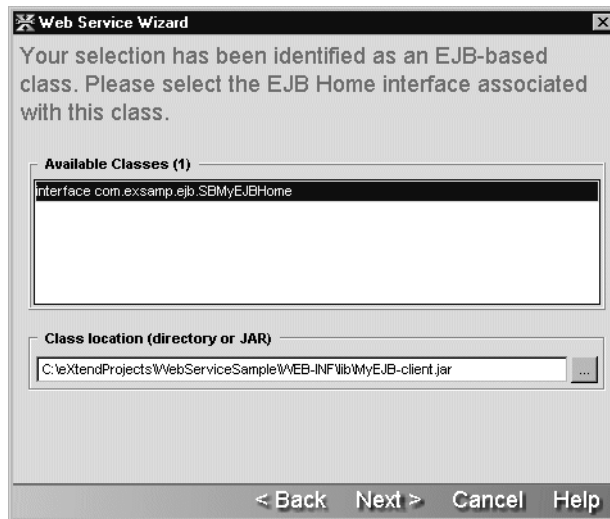 Web Service Wizard
Your selection has been identified as an EJB-based
class. Please select the EJB Home interface associated
with this class.
Available Classes (1)
interface com.exsamp.ejb.SBMyEJBHome
Class location (directory or JAR)
C:\eXtendProjects\WebServiceSample\WEB-INF\lib\MyEJB-client.jar
...
< Back Next > Cancel Help